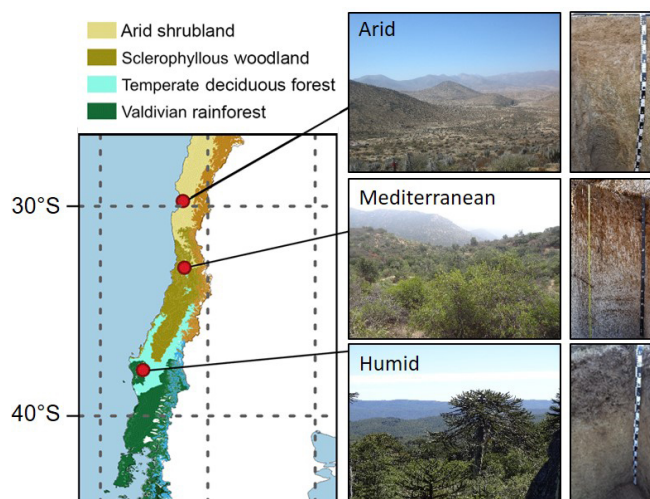 Arid shrubland
Sclerophyllous woodland
Temperate deciduous forest
Valdivian rainforest
30°S
40°S
Arid
Mediterranean
Humid